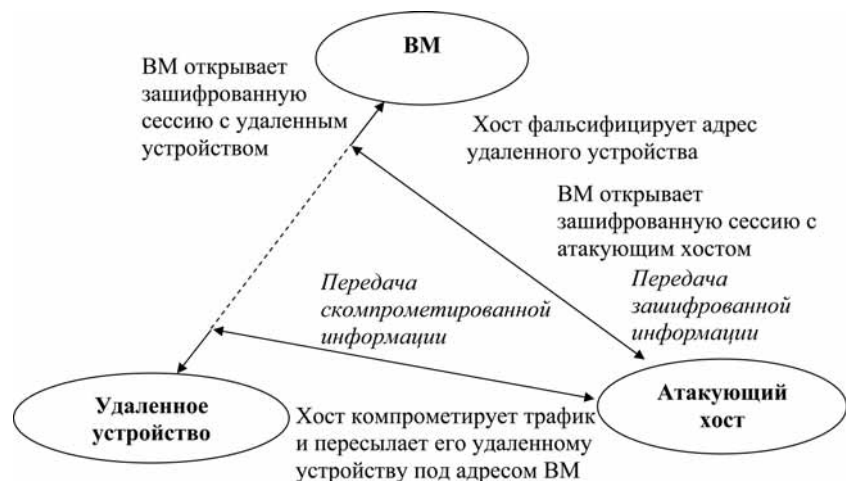 ВМ
ВМ открывает
зашифрованную
сессию с удаленным
устройством
Хост фальсифицирует адрес
удаленного устройства
ВМ открывает
зашифрованную сессию с
атакующим хостом
Передача
скомпрометированной
информации
Передача
зашифрованной
информации
Удаленное
устройство
Атакующий
хост
Хост компрометирует трафик
и пересылает его удаленному
устройству под адресом ВМ